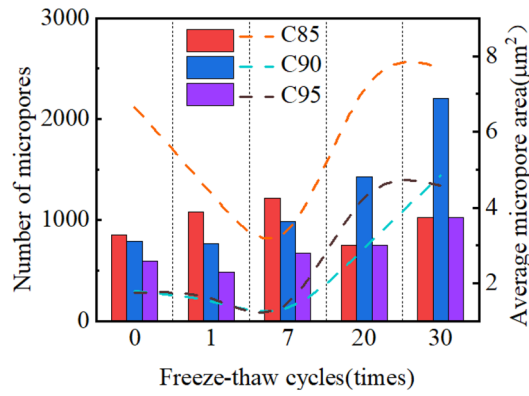 3000
2000
1000
0
Number of micropores
C85
C90
C95
8
6
4
2
Average micropore area(μm²)
0 1 7 20 30
Freeze-thaw cycles(times)